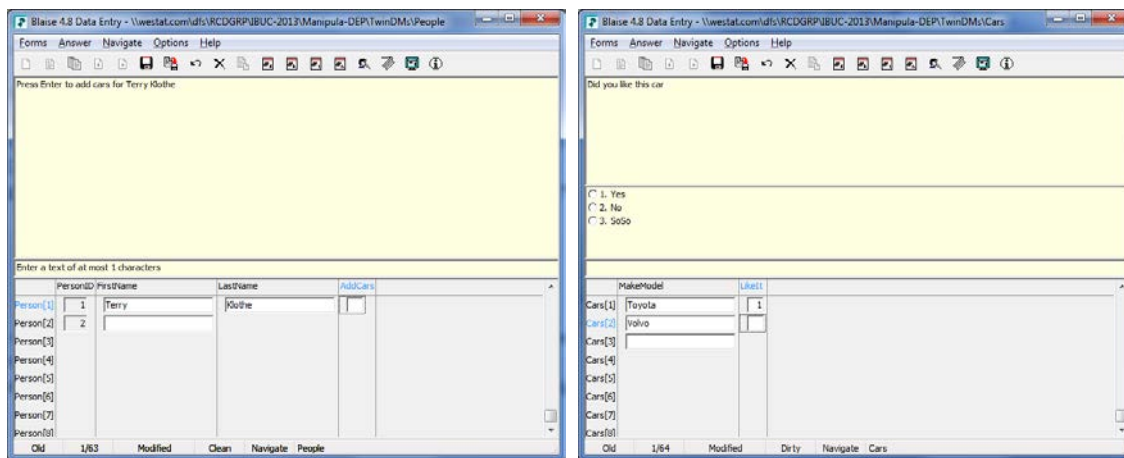 Blaise 4.8 Data Entry - \\westat.com\dfs\RCDGRP\IBUC-2013\Manipula-DEP\TwinDMs\People
Forms Answer Navigate Options Help
Press Enter to add cars for Terry Klothe
Enter a text of at most 1 characters
PersonID FirstName LastName AddCars
Person[1] 1 Terry Klothe
Person[2] 2
Person[3]
Person[4]
Person[5]
Person[6]
Person[7]
Person[8]
Old 1/63 Modified Clean Navigate People
Blaise 4.8 Data Entry - \\westat.com\dfs\RCDGRP\IBUC-2013\Manipula-DEP\TwinDMs\Cars
Forms Answer Navigate Options Help
Did you like this car
1. Yes
2. No
3. SoSo
MakeModel LikeIt
Cars[1] Toyota 1
Cars[2] Volvo
Cars[3]
Cars[4]
Cars[5]
Cars[6]
Cars[7]
Cars[8]
Old 1/64 Modified Dirty Navigate Cars